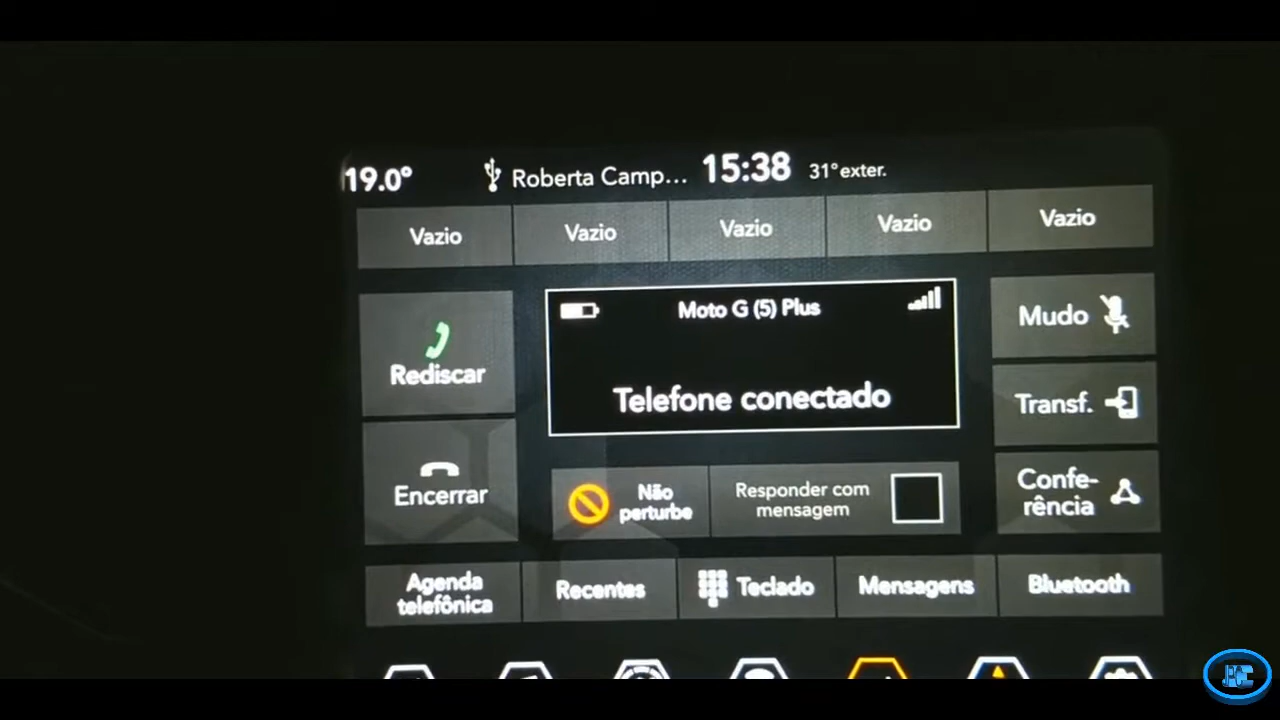 19.0° Roberta Camp... 15:38 31°exter.
Vazio Vazio Vazio Vazio Vazio
Moto G (5) Plus
Telefone conectado
Rediscar
Encerrar
Não
perturbe
Responder com
mensagem
Mudo
Transf.
Confe-
rência
Agenda
telefônica
Recentes
Teclado
Mensagens
Bluetooth